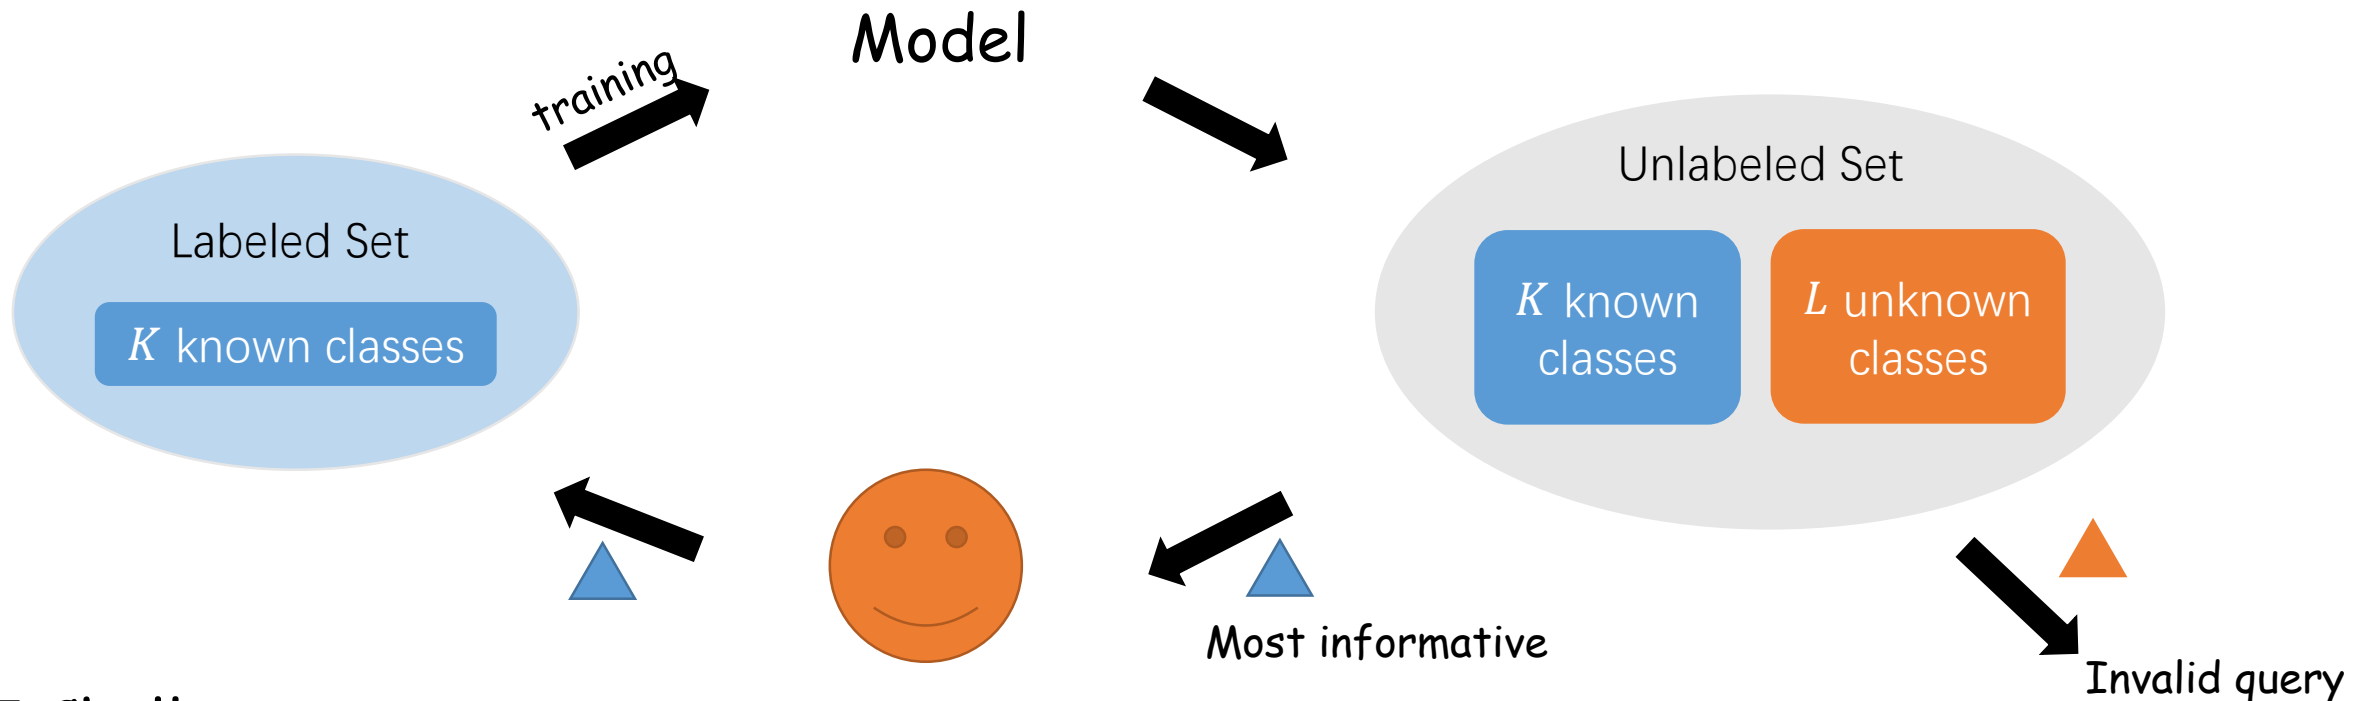 Model
training
Unlabeled Set
Labeled Set
K known
classes
L unknown
classes
K known classes
Most informative
Invalid query